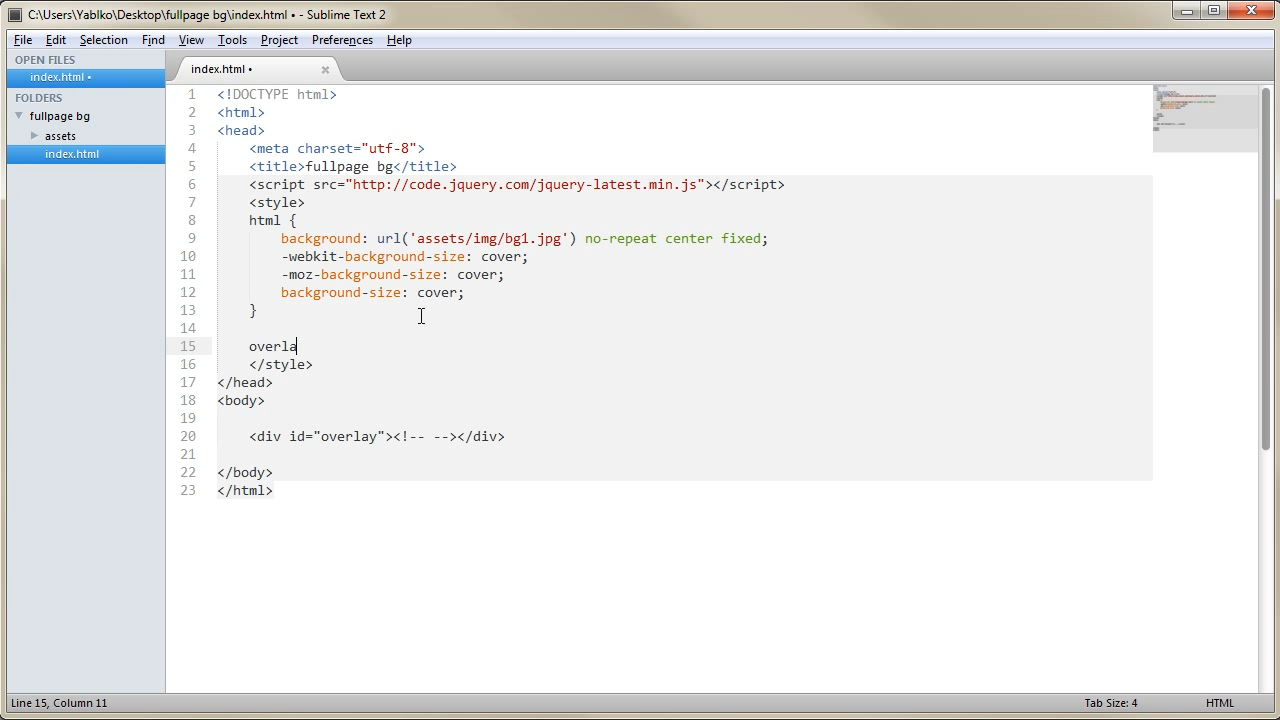 C:\Users\Yablko\Desktop\fullpage bg\index.html • - Sublime Text 2
File Edit Selection Find View Tools Project Preferences Help
OPEN FILES
index.html •
FOLDERS
fullpage bg
assets
index.html
index.html •
1 <!DOCTYPE html>
2 <html>
3 <head>
4 <meta charset="utf-8">
5 <title>fullpage bg</title>
6 <script src="http://code.jquery.com/jquery-latest.min.js"></script>
7 <style>
8 html {
9 background: url('assets/img/bg1.jpg') no-repeat center fixed;
10 -webkit-background-size: cover;
11 -moz-background-size: cover;
12 background-size: cover;
13 }
14
15 overla
16 </style>
17 </head>
18 <body>
19
20 <div id="overlay"><!-- --></div>
21
22 </body>
23 </html>
Line 15, Column 11
Tab Size: 4
HTML